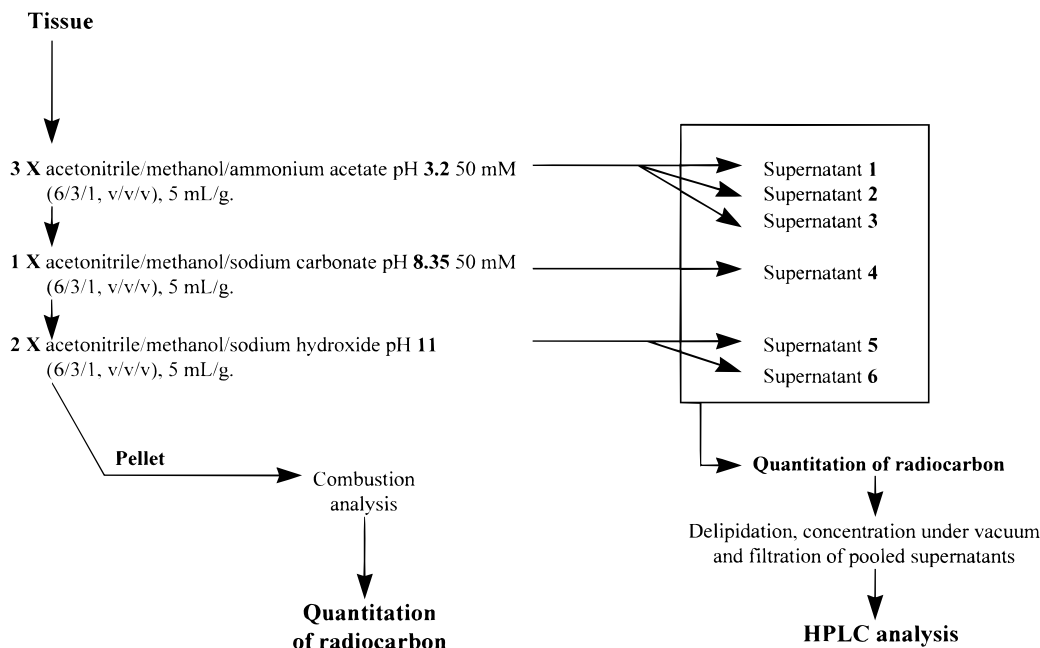 Tissue
3 X acetonitrile/methanol/ammonium acetate pH 3.2 50 mM
(6/3/1, v/v/v), 5 mL/g.
1 X acetonitrile/methanol/sodium carbonate pH 8.35 50 mM
(6/3/1, v/v/v), 5 mL/g.
2 X acetonitrile/methanol/sodium hydroxide pH 11
(6/3/1, v/v/v), 5 mL/g.
Supernatant 1
Supernatant 2
Supernatant 3
Supernatant 4
Supernatant 5
Supernatant 6
Pellet
Combustion
analysis
Quantitation
of radiocarbon
Quantitation of radiocarbon
Delipidation, concentration under vacuum
and filtration of pooled supernatants
HPLC analysis